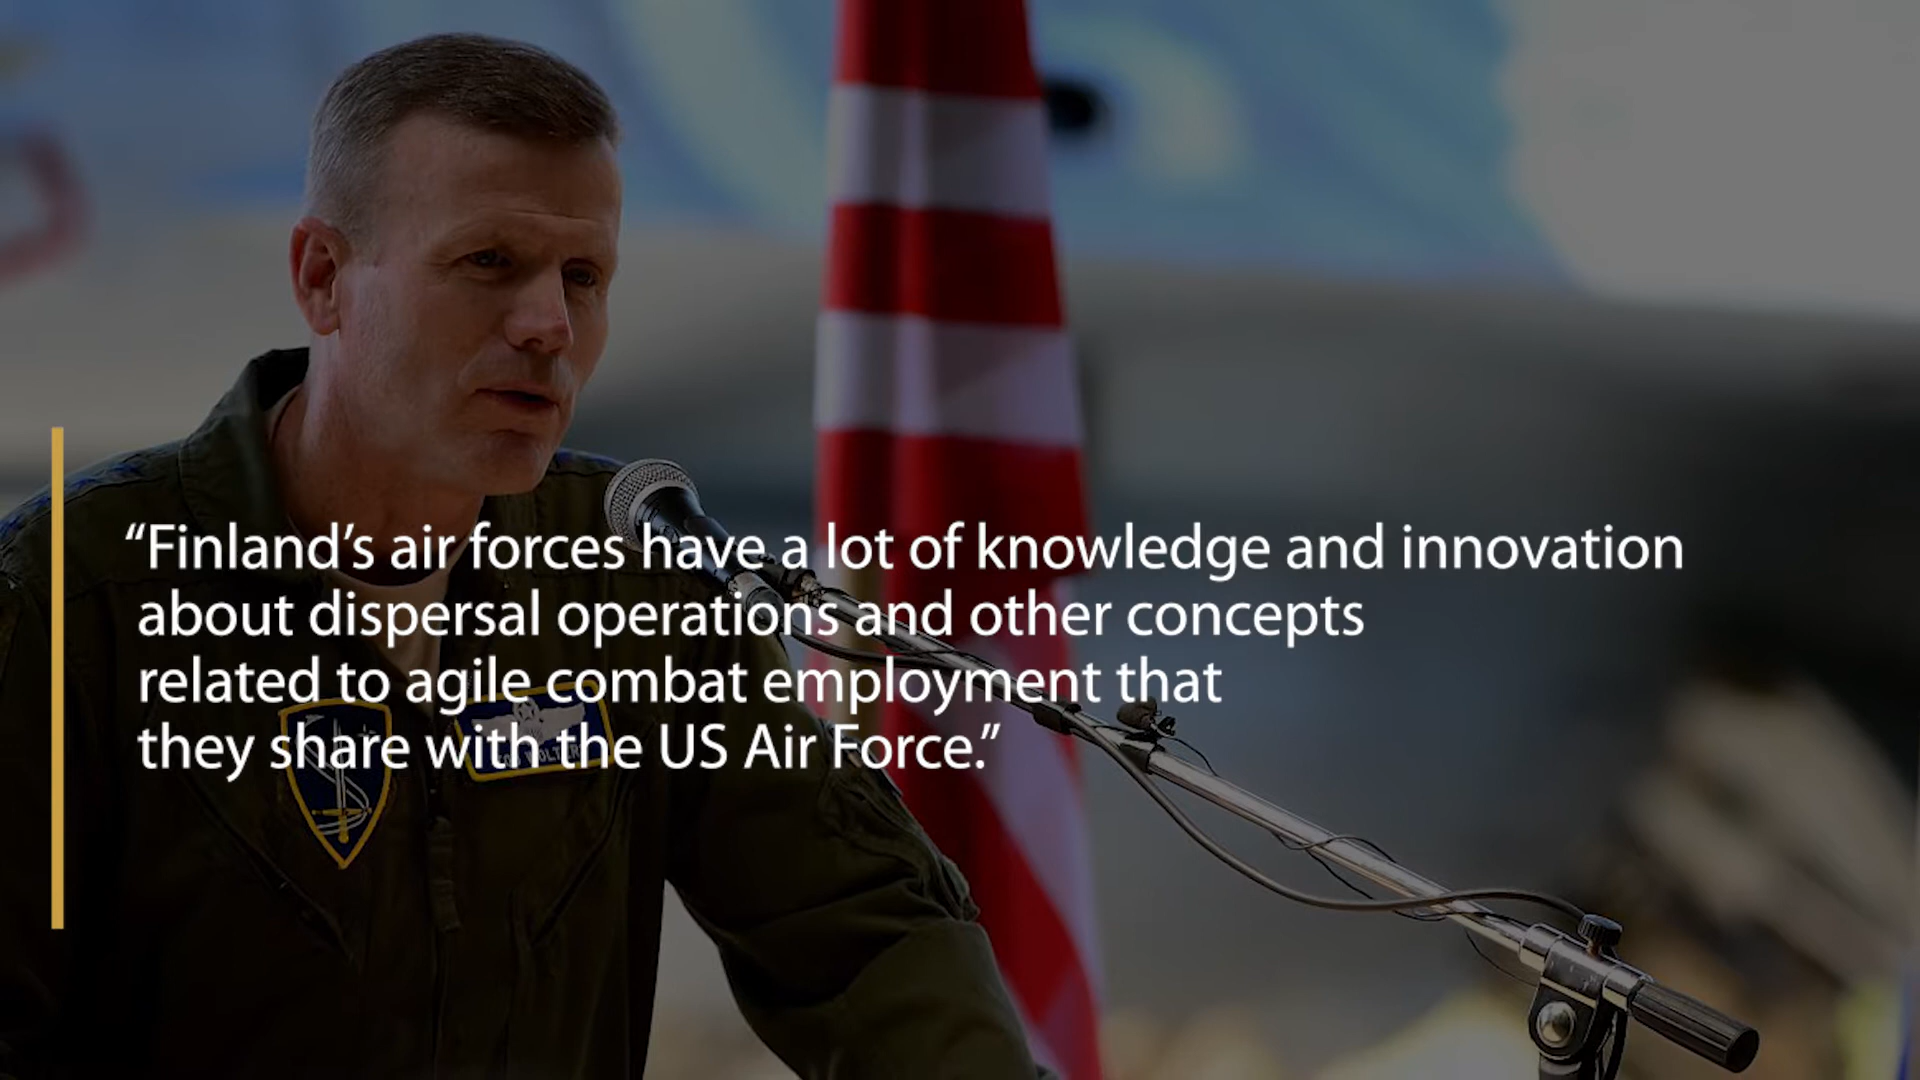 “Finland’s air forces have a lot of knowledge and innovation
about dispersal operations and other concepts
related to agile combat employment that
they share with the US Air Force.”